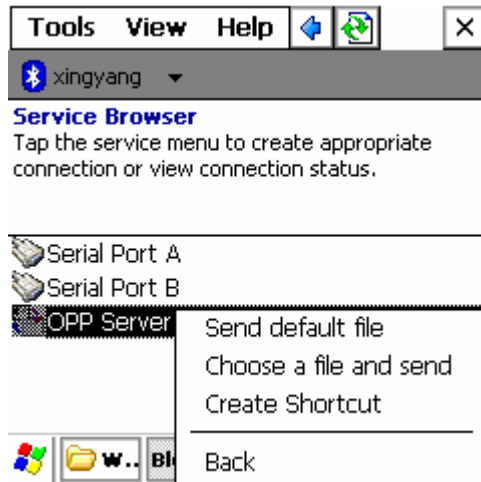 Tools View Help
xingyang
Service Browser
Tap the service menu to create appropriate
connection or view connection status.
Serial Port A
Serial Port B
OPP Server
Send default file
Choose a file and send
Create Shortcut
Back
w.. Bl